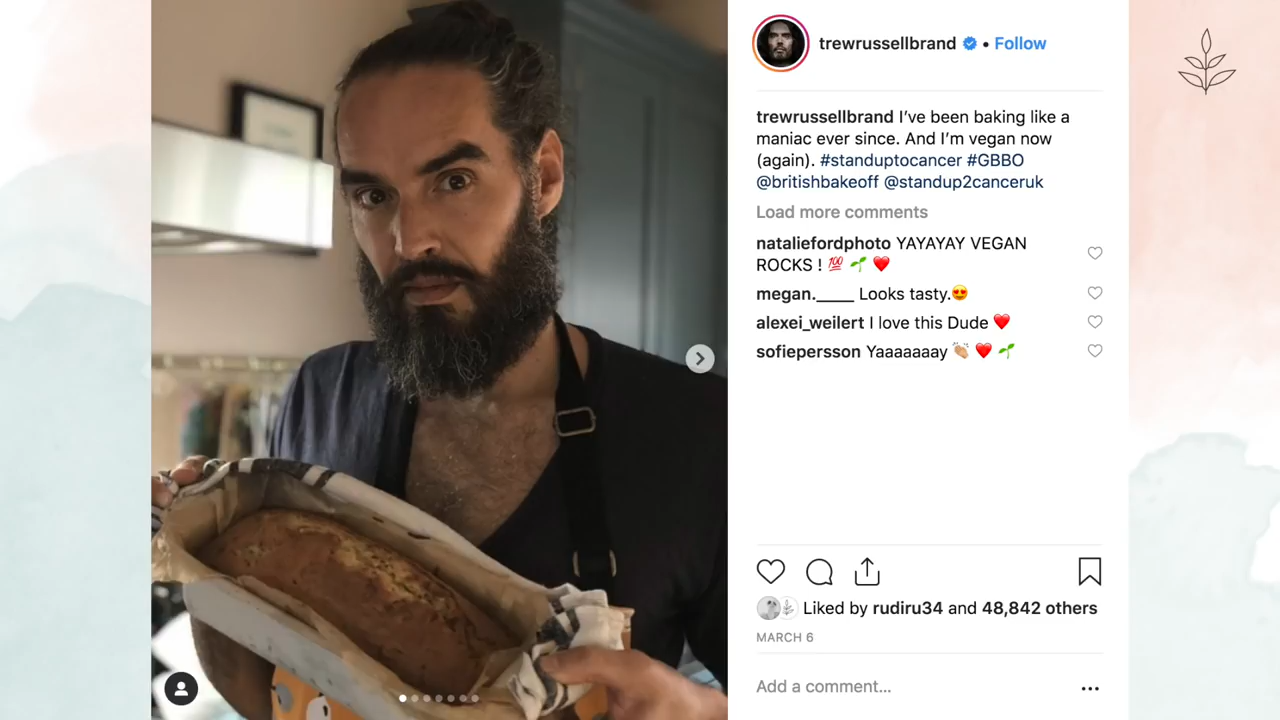 trewrussellbrand • Follow
trewrussellbrand I’ve been baking like a
maniac ever since. And I’m vegan now
(again). #standuptocancer #GBBO
@britishbakeoff @standup2canceruk
Load more comments
nataliefordphoto YAYAYAY VEGAN
ROCKS ! 💯 🌱 ❤️
megan.____ Looks tasty.😍
alexei_weilert I love this Dude ❤️
sofiepersson Yaaaaaaay 👏🏼 ❤️ 🌱
Liked by rudiru34 and 48,842 others
MARCH 6
Add a comment...